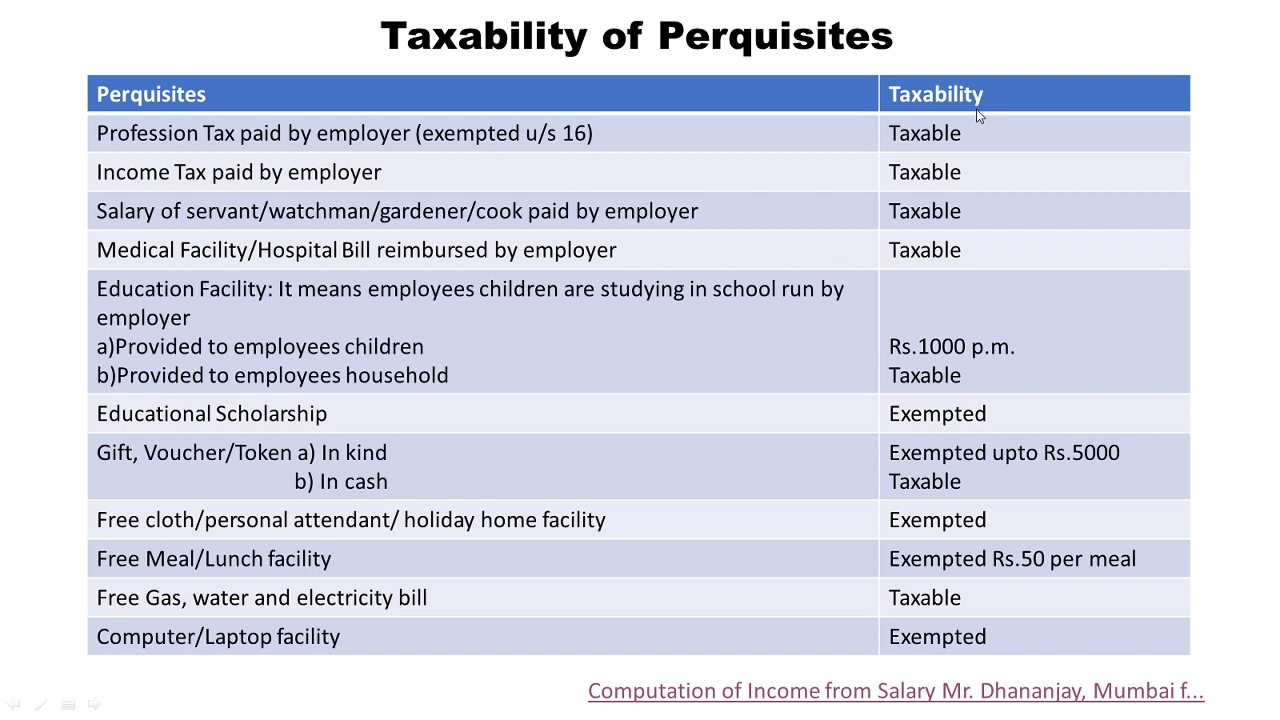 Taxability of Perquisites
Perquisites Taxability
Profession Tax paid by employer (exempted u/s 16) Taxable
Income Tax paid by employer Taxable
Salary of servant/watchman/gardener/cook paid by employer Taxable
Medical Facility/Hospital Bill reimbursed by employer Taxable
Education Facility: It means employees children are studying in school run by
employer
a)Provided to employees children Rs.1000 p.m.
b)Provided to employees household Taxable
Educational Scholarship Exempted
Gift, Voucher/Token a) In kind Exempted upto Rs.5000
b) In cash Taxable
Free cloth/personal attendant/ holiday home facility Exempted
Free Meal/Lunch facility Exempted Rs.50 per meal
Free Gas, water and electricity bill Taxable
Computer/Laptop facility Exempted
Computation of Income from Salary Mr. Dhananjay, Mumbai f...